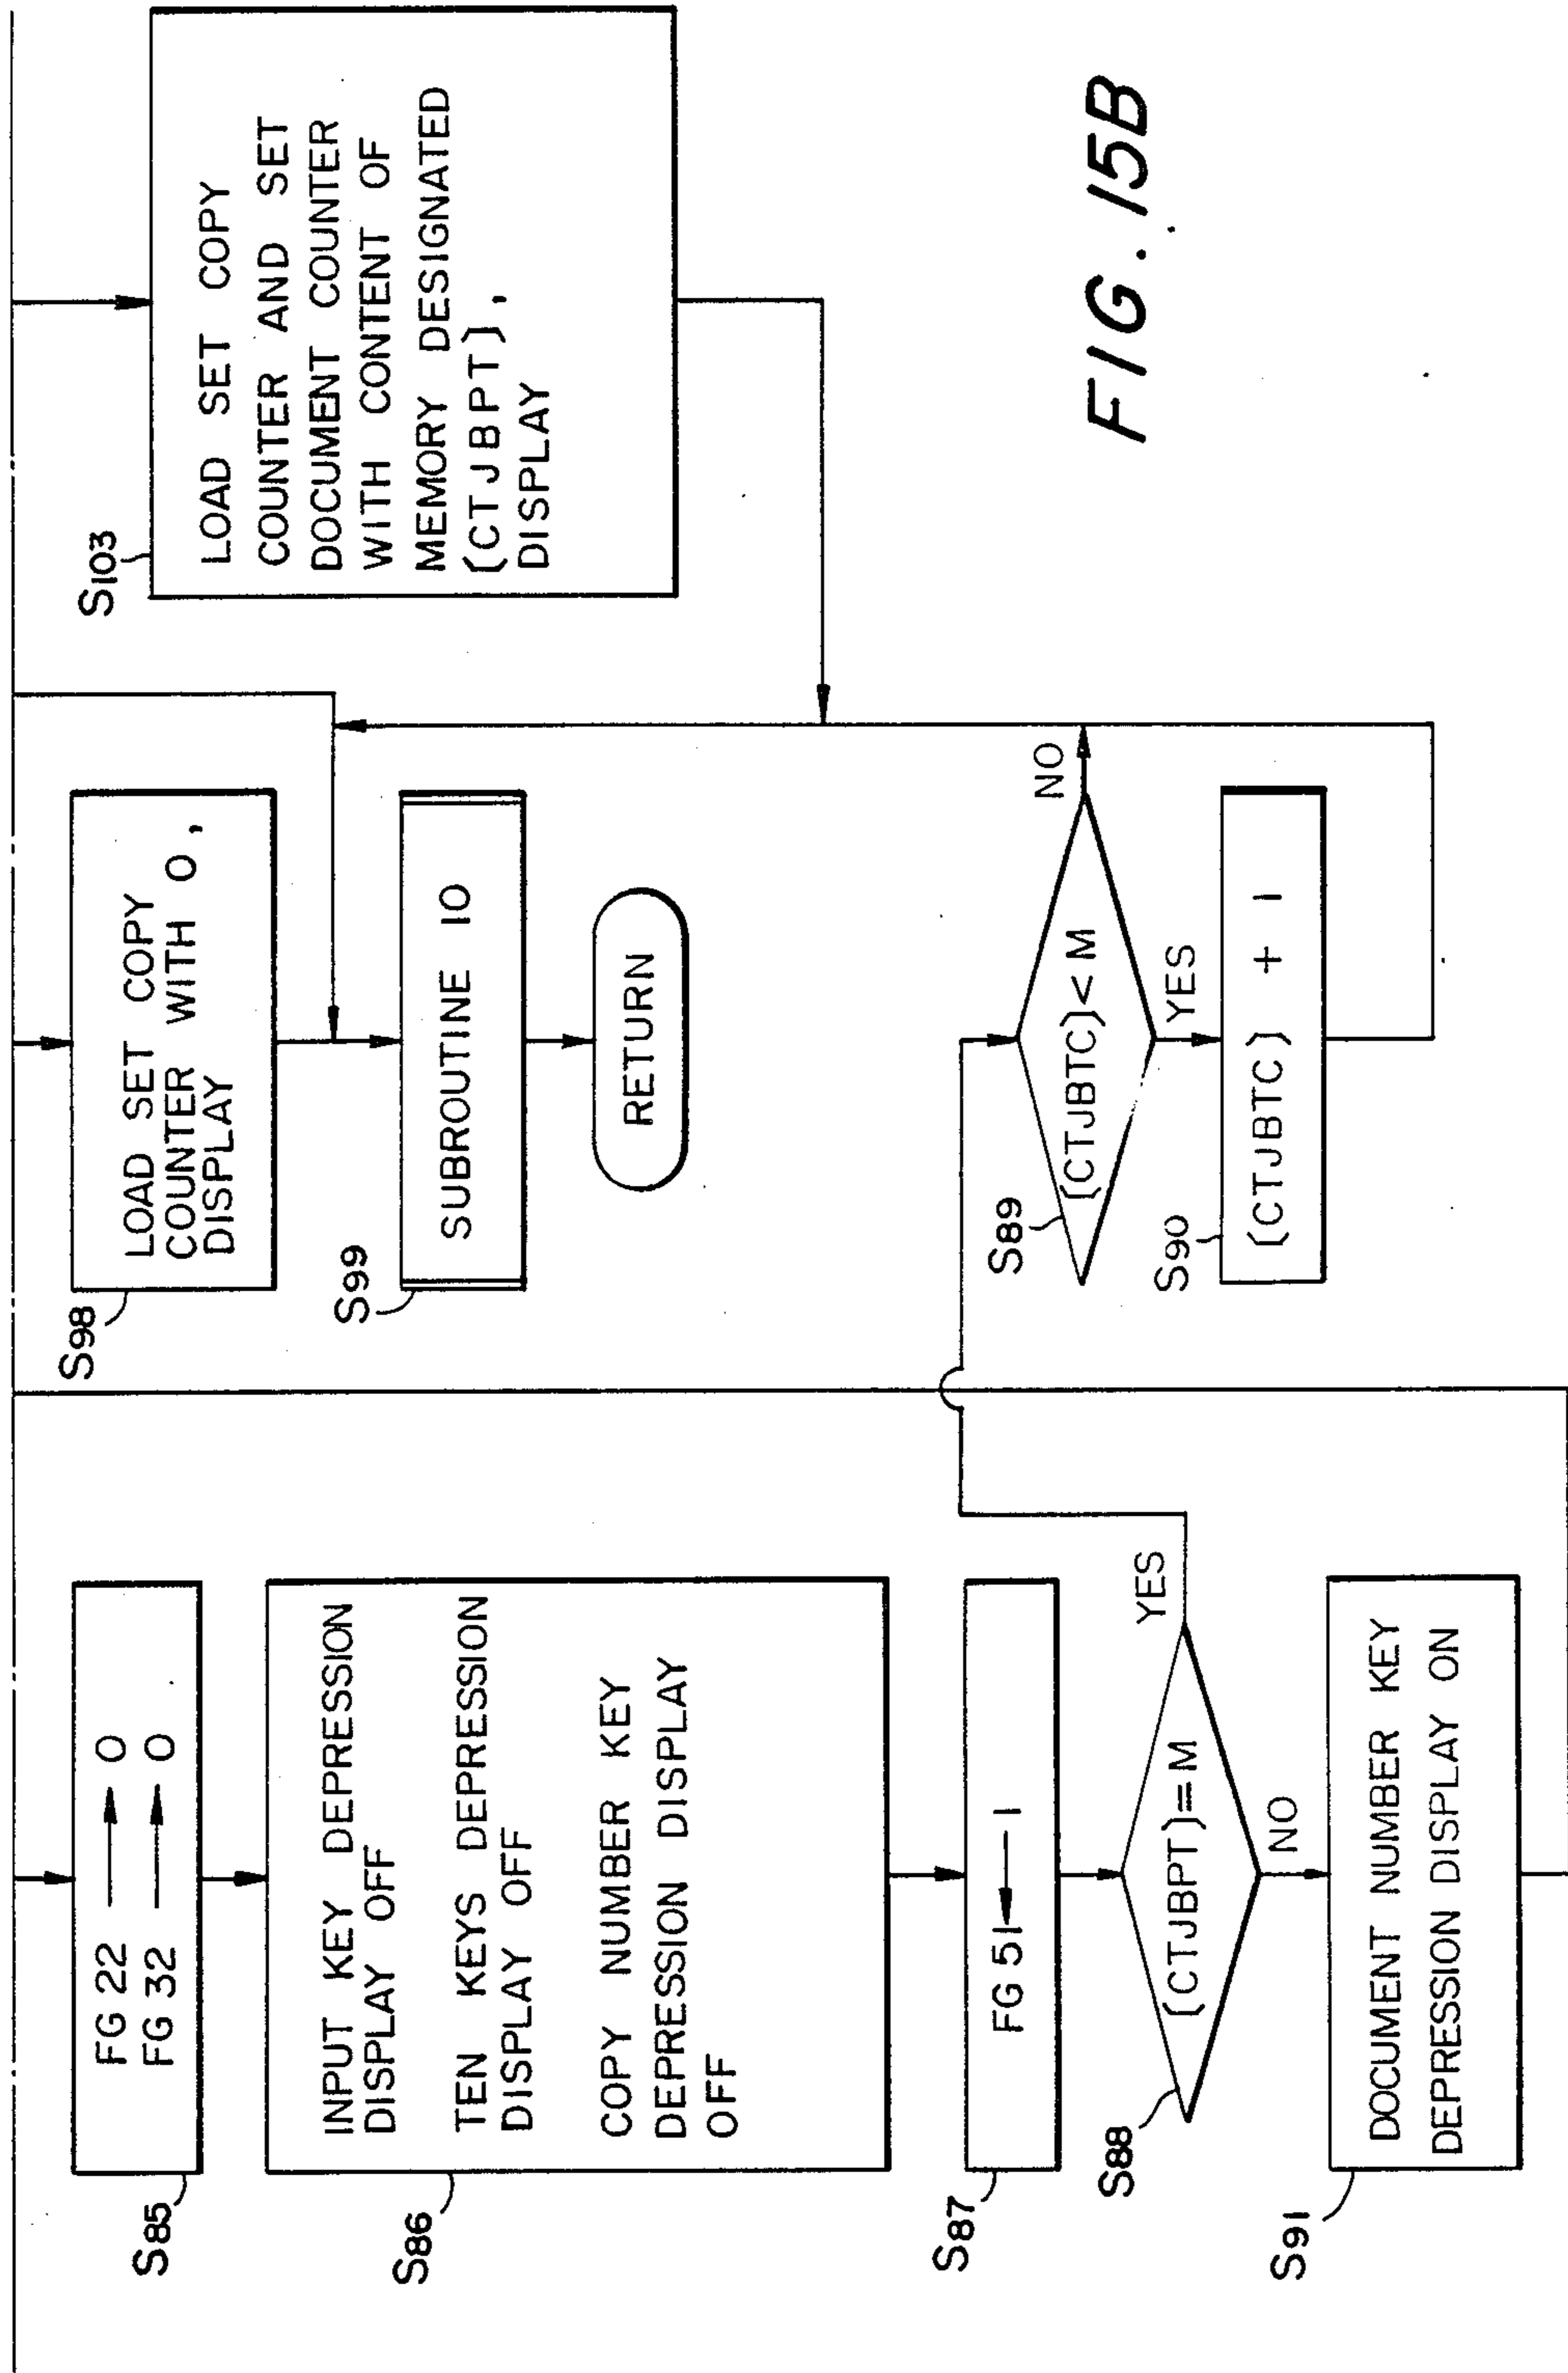 S85
FG 22 → 0
FG 32 → 0
S86
INPUT KEY DEPRESSION
DISPLAY OFF
TEN KEYS DEPRESSION
DISPLAY OFF
COPY NUMBER KEY
DEPRESSION DISPLAY
OFF
S87
FG 51 ← 1
S88
(CTJBPT)=M
YES
NO
S91
DOCUMENT NUMBER KEY
DEPRESSION DISPLAY ON
S98
LOAD SET COPY
COUNTER WITH 0,
DISPLAY
S99
SUBROUTINE 10
RETURN
S89
(CTJBTC)<M
NO
YES
S90
(CTJBTC) + 1
S103
LOAD SET COPY
COUNTER AND SET
DOCUMENT COUNTER
WITH CONTENT OF
MEMORY DESIGNATED
(CTJBPT),
DISPLAY
FIG. 15B